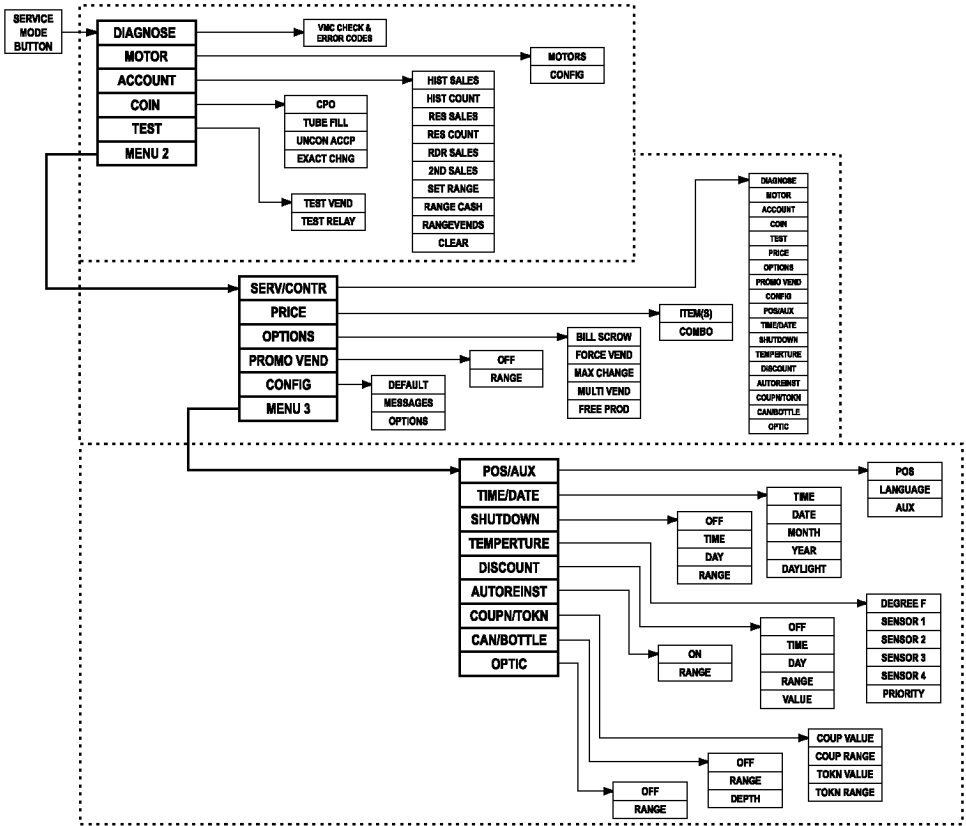 SERVICE
MODE
BUTTON
DIAGNOSE
MOTOR
ACCOUNT
COIN
TEST
MENU 2
VMC CHECK &
ERROR CODES
MOTORS
CONFIG
HIST SALES
HIST COUNT
RES SALES
RES COUNT
RDR SALES
2ND SALES
SET RANGE
RANGE CASH
RANGEVENDS
CLEAR
CPO
TUBE FILL
UNCON ACCP
EXACT CHNG
TEST VEND
TEST RELAY
SERV/CONTR
PRICE
OPTIONS
PROMO VEND
CONFIG
MENU 3
DIAGNOSE
MOTOR
ACCOUNT
COIN
TEST
PRICE
OPTIONS
PROMO VEND
CONFIG
POS/AUX
TIME/DATE
SHUTDOWN
TEMPERTURE
DISCOUNT
AUTOREINST
COUPN/TOKN
CAN/BOTTLE
OPTIC
ITEM(S)
COMBO
BILL SCROW
FORCE VEND
MAX CHANGE
MULTI VEND
FREE PROD
OFF
RANGE
DEFAULT
MESSAGES
OPTIONS
POS/AUX
TIME/DATE
SHUTDOWN
TEMPERTURE
DISCOUNT
AUTOREINST
COUPN/TOKN
CAN/BOTTLE
OPTIC
POS
LANGUAGE
AUX
TIME
DATE
MONTH
YEAR
DAYLIGHT
OFF
TIME
DAY
RANGE
DEGREE F
SENSOR 1
SENSOR 2
SENSOR 3
SENSOR 4
PRIORITY
OFF
TIME
DAY
RANGE
VALUE
ON
RANGE
COUP VALUE
COUP RANGE
TOKN VALUE
TOKN RANGE
OFF
RANGE
DEPTH
OFF
RANGE